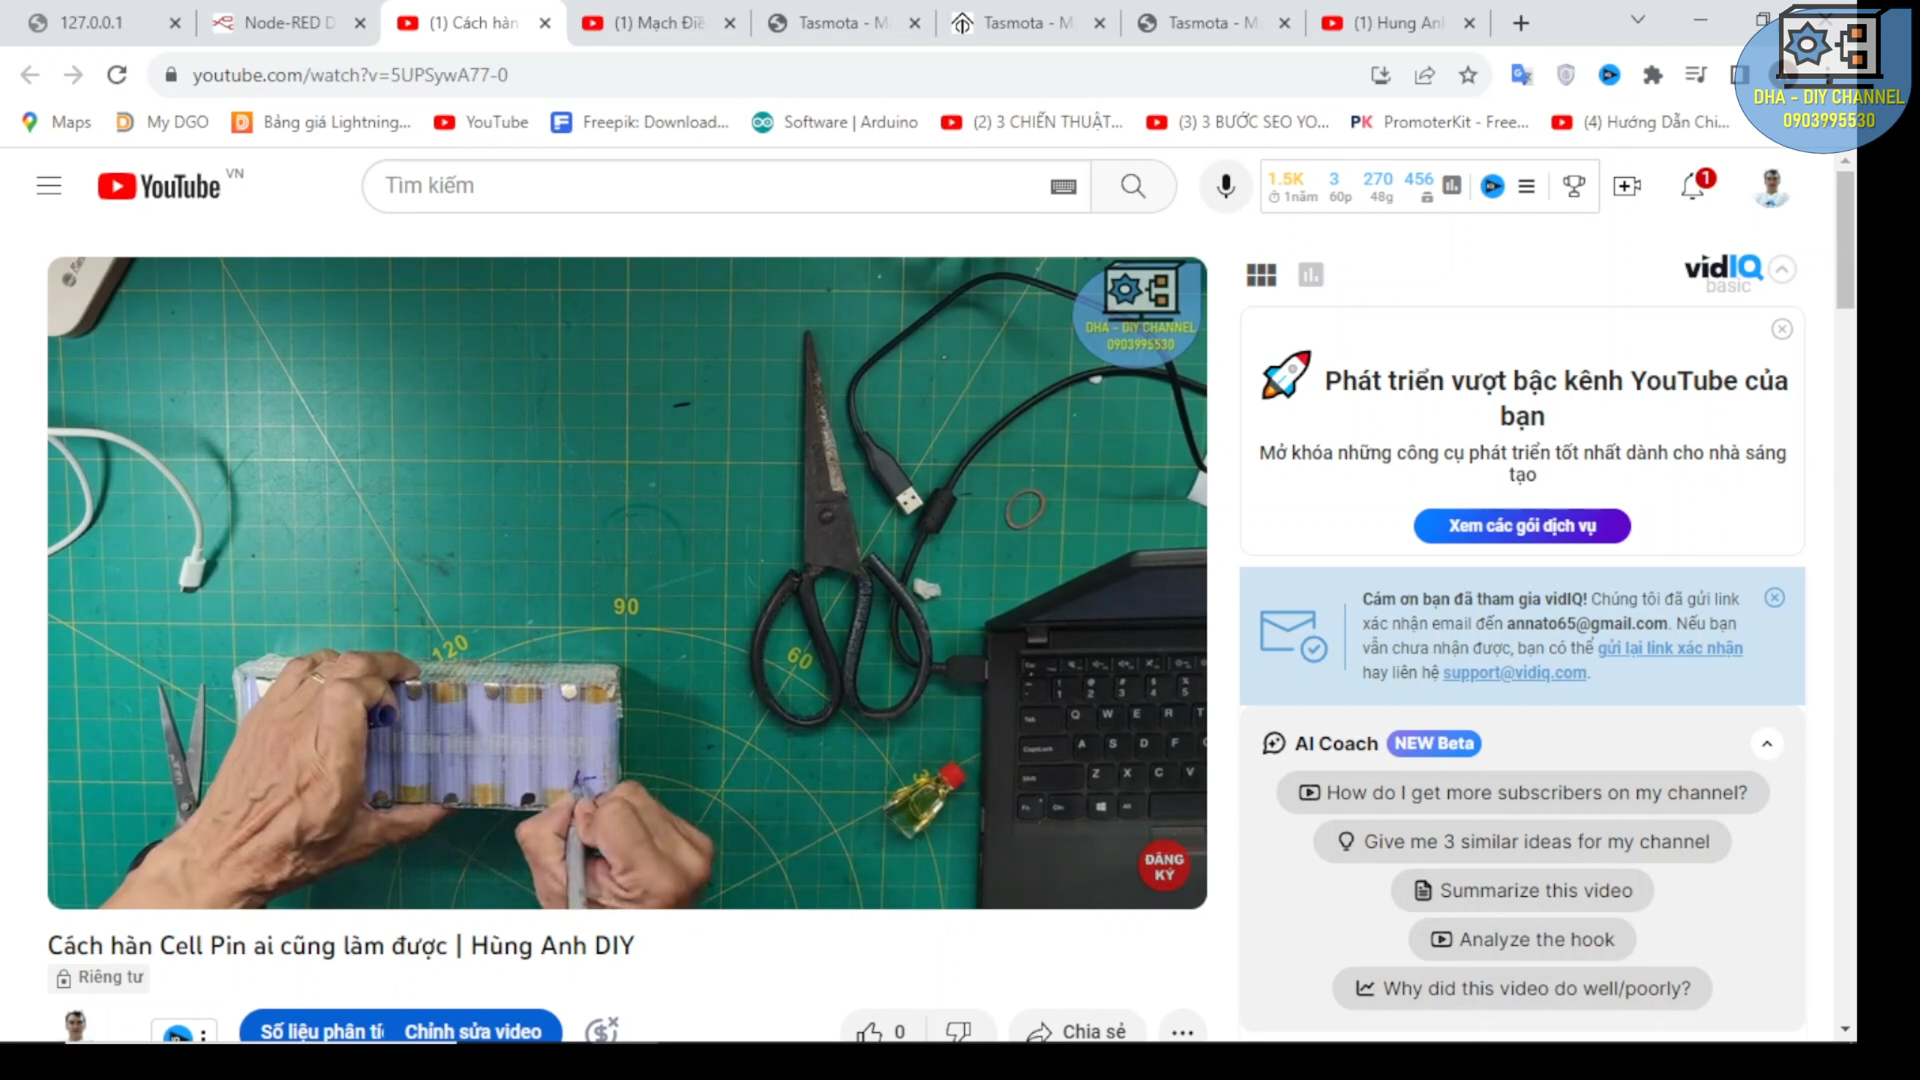 127.0.0.1
Node-RED D
(1) Cách hàn
(1) Mạch Điề
Tasmota - M
Tasmota - M
Tasmota - M
(1) Hung Anl
youtube.com/watch?v=5UPSywA77-0
Maps
My DGO
Bảng giá Lightning...
YouTube
Freepik: Download...
Software | Arduino
(2) 3 CHIẾN THUẬT...
(3) 3 BƯỚC SEO YO...
PK PromoterKit - Free...
(4) Hướng Dẫn Chi...
DHA - DIY CHANNEL
0903995530
YouTube VN
Tìm kiếm
1.5K 3 270 456
1năm 60p 48g
1
DHA - DIY CHANNEL
0903995530
120
90
60
ĐĂNG
KÝ
vidIQ
basic
Phát triển vượt bậc kênh YouTube của
bạn
Mở khóa những công cụ phát triển tốt nhất dành cho nhà sáng
tạo
Xem các gói dịch vụ
Cám ơn bạn đã tham gia vidIQ! Chúng tôi đã gửi link
xác nhận email đến annato65@gmail.com. Nếu bạn
vẫn chưa nhận được, bạn có thể gửi lại link xác nhận
hay liên hệ support@vidiq.com.
AI Coach NEW Beta
How do I get more subscribers on my channel?
Give me 3 similar ideas for my channel
Summarize this video
Analyze the hook
Why did this video do well/poorly?
Cách hàn Cell Pin ai cũng làm được | Hùng Anh DIY
Riêng tư
Số liệu phân tí
Chỉnh sửa video
0
Chia sẻ